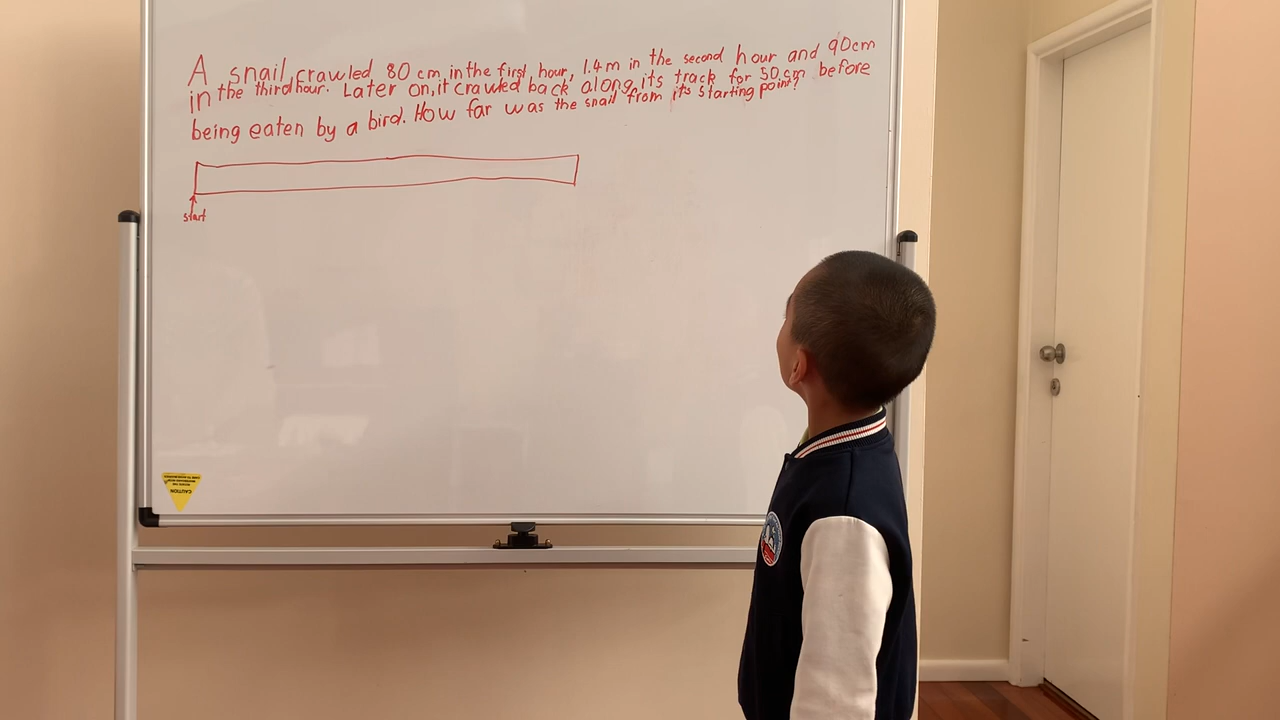 A snail crawled 80 cm in the first hour, 1.4 m in the second hour and 90cm
in the third hour. Later on, it crawled back along its track for 50 cm before
being eaten by a bird. How far was the snail from its starting point?
start
CAUTION